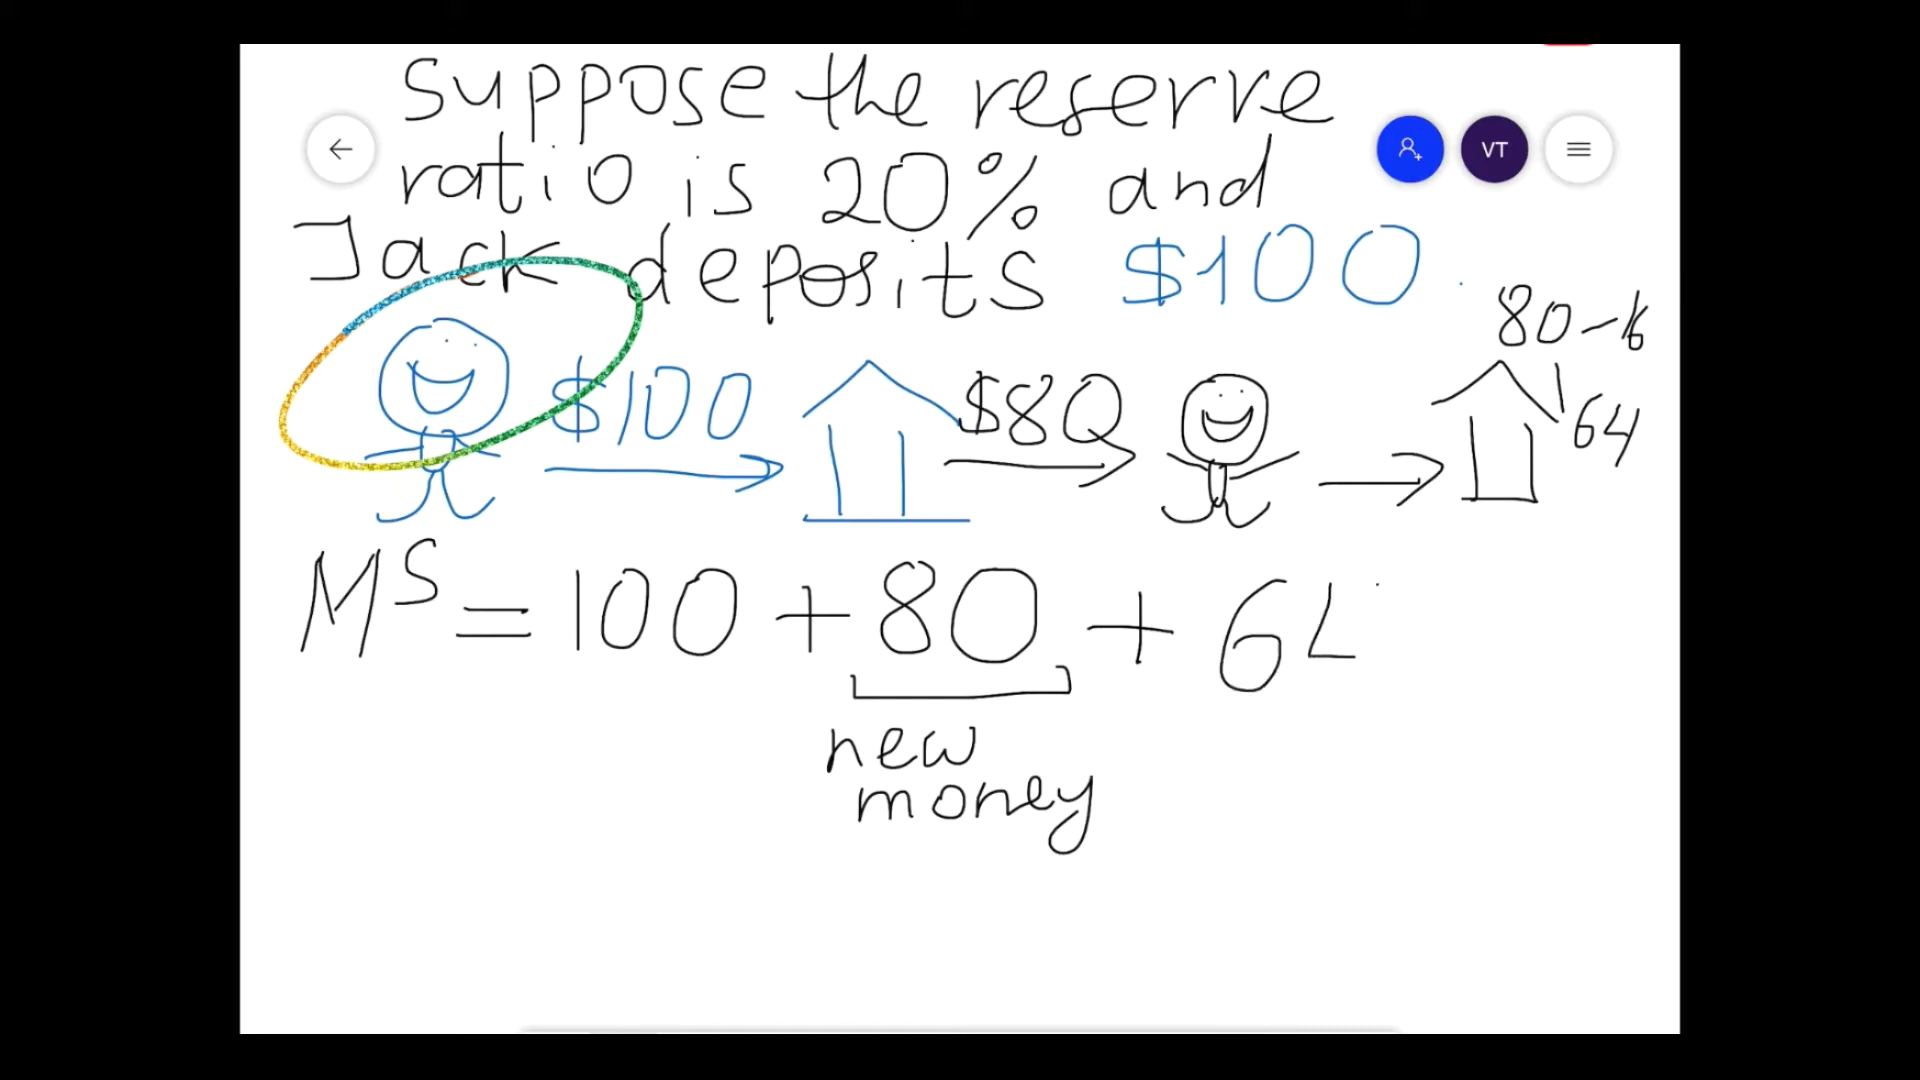 suppose the reserve
ratio is 20% and
VT
Jack deposits $100.
80-16
$100 $80
64
MS = 100 + 80 + 64
new
money